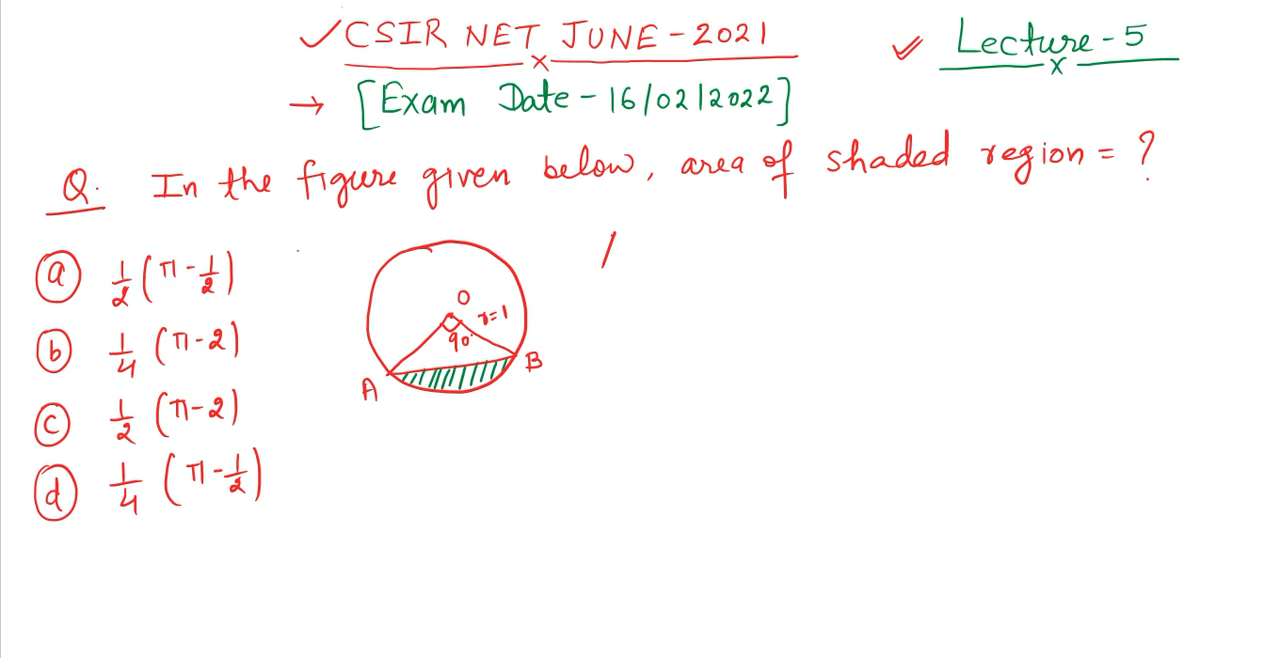 ✓CSIR NET JUNE-2021
✓ Lecture-5
→ [Exam Date-16/02/2022]
Q. In the figure given below, area of shaded region = ?
(a) 1/2 (π-1/2)
(b) 1/4 (π-2)
(c) 1/2 (π-2)
(d) 1/4 (π-1/2)
O
r=1
90°
A
B